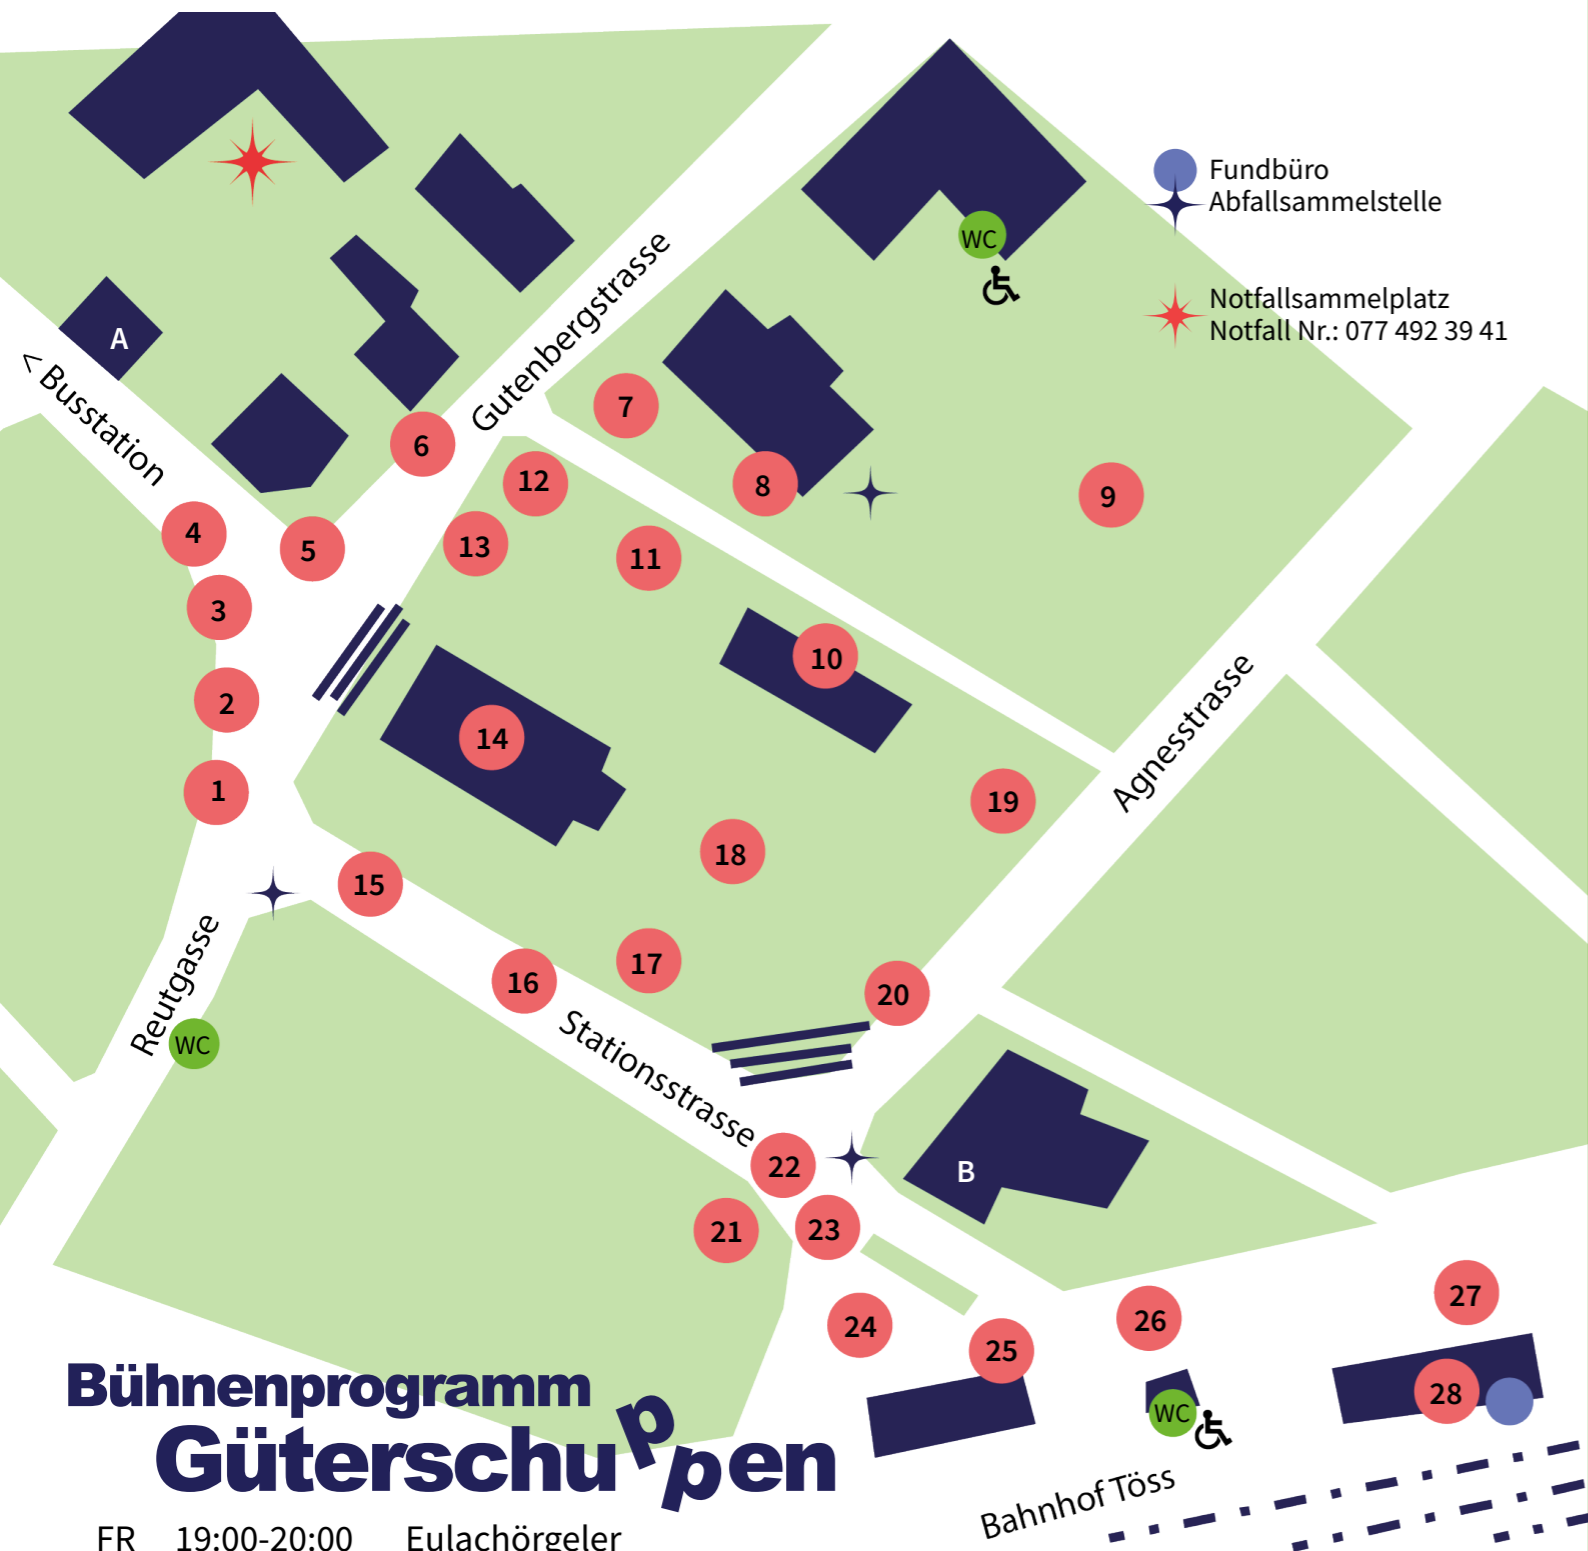 Fundbüro
Abfallsammelstelle
Notfallsammelplatz
Notfall Nr.: 077 492 39 41
WC
A
< Busstation
Gutenbergstrasse
7
6
12
8
9
4
5
13
11
3
10
2
14
1
Agnesstrasse
19
18
15
17
16
20
Reutgasse
WC
Stationsstrasse
22
B
21
23
24
25
26
27
28
WC
Bahnhof Töss
Bühnenprogramm
Güterschuppen
FR 19:00-20:00 Eulachörgeler